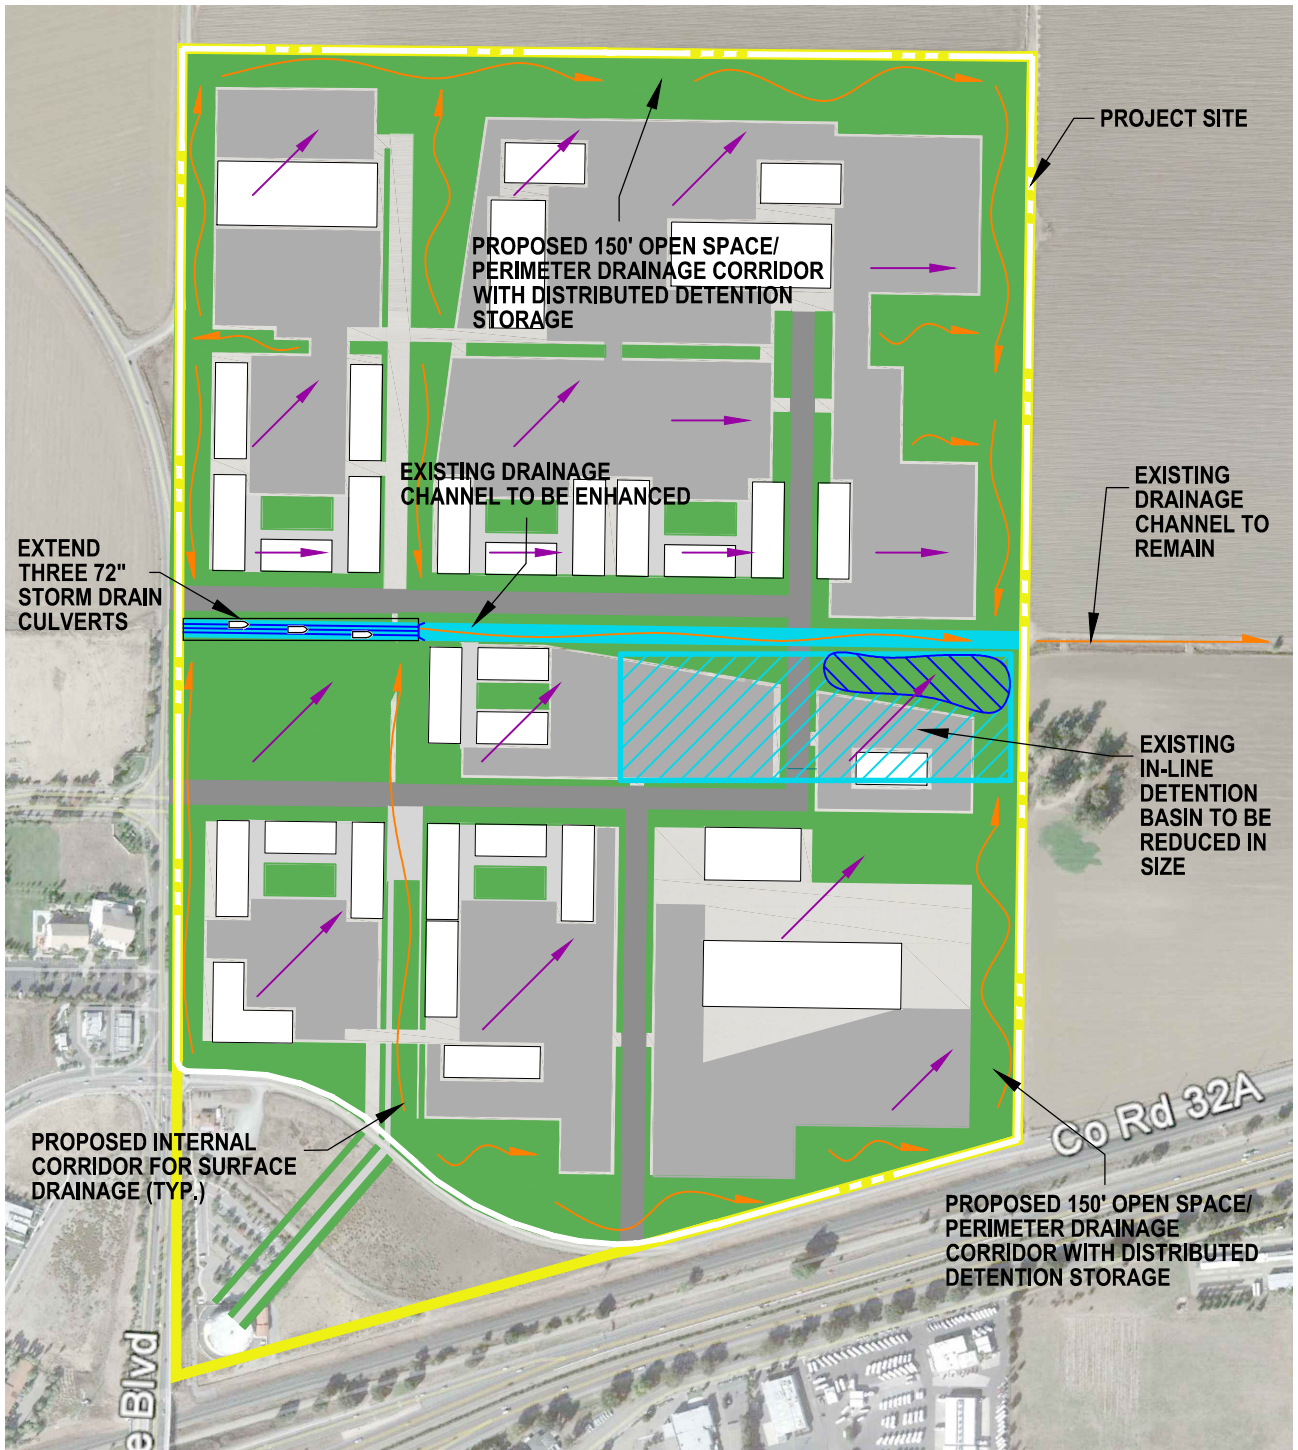 PROJECT SITE
PROPOSED 150' OPEN SPACE/
PERIMETER DRAINAGE CORRIDOR
WITH DISTRIBUTED DETENTION
STORAGE
EXISTING DRAINAGE
CHANNEL TO BE ENHANCED
EXISTING
DRAINAGE
CHANNEL TO
REMAIN
EXTEND
THREE 72"
STORM DRAIN
CULVERTS
EXISTING
IN-LINE
DETENTION
BASIN TO BE
REDUCED IN
SIZE
Co Rd 32A
PROPOSED INTERNAL
CORRIDOR FOR SURFACE
DRAINAGE (TYP.)
PROPOSED 150' OPEN SPACE/
PERIMETER DRAINAGE
CORRIDOR WITH DISTRIBUTED
DETENTION STORAGE
e Blvd